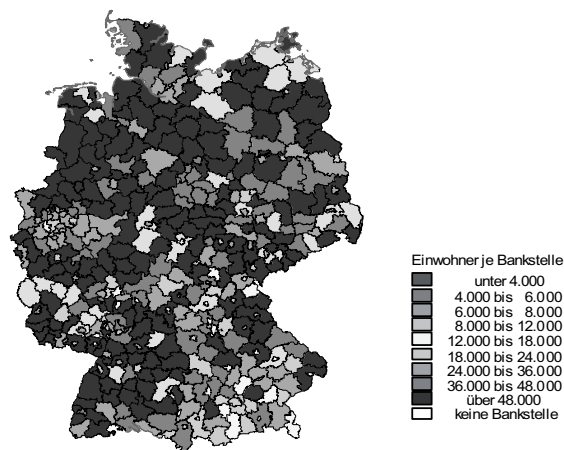 Einwohner je Bankstelle
unter 4.000
4.000 bis 6.000
6.000 bis 8.000
8.000 bis 12.000
12.000 bis 18.000
18.000 bis 24.000
24.000 bis 36.000
36.000 bis 48.000
über 48.000
keine Bankstelle